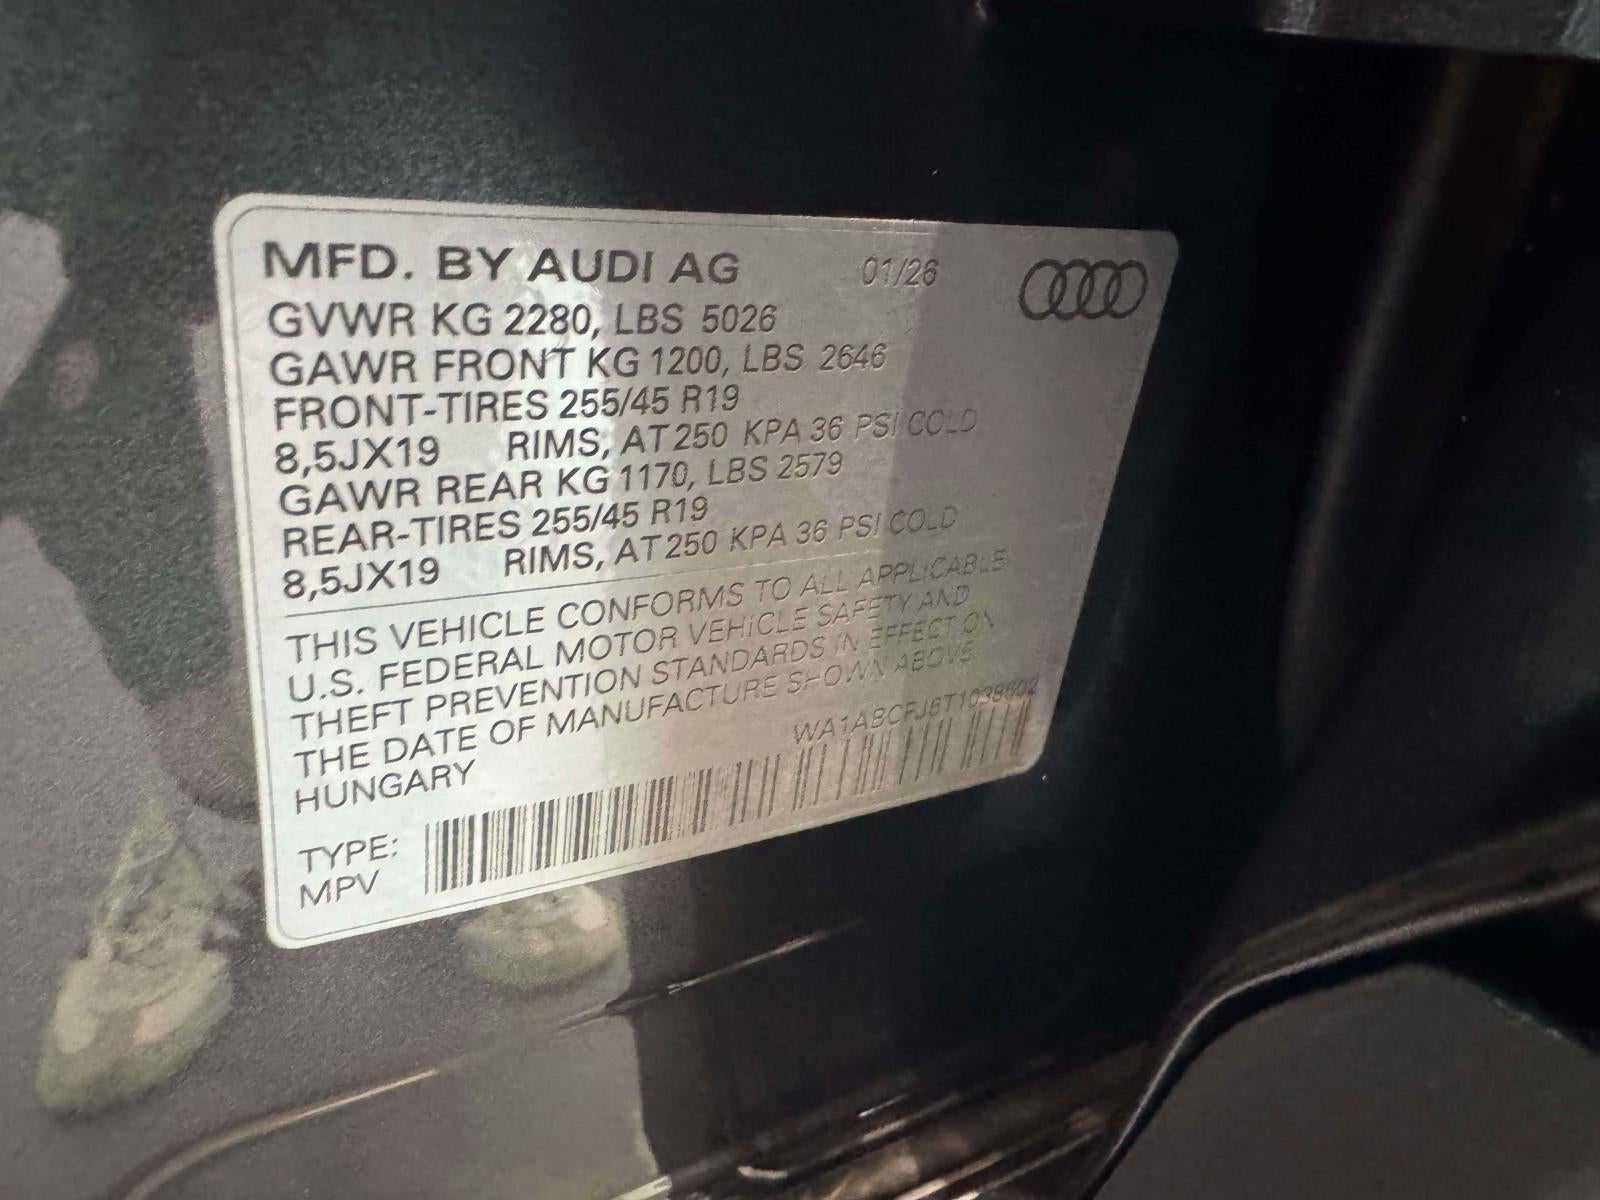 MFD. BY AUDI AG 01/26
GVWR KG 2280, LBS 5026
GAWR FRONT KG 1200, LBS 2646
FRONT-TIRES 255/45 R19
8,5JX19 RIMS, AT 250 KPA 36 PSI COLD
GAWR REAR KG 1170, LBS 2579
REAR-TIRES 255/45 R19
8,5JX19 RIMS, AT 250 KPA 36 PSI COLD
THIS VEHICLE CONFORMS TO ALL APPLICABLE
U.S. FEDERAL MOTOR VEHICLE SAFETY AND
THEFT PREVENTION STANDARDS IN EFFECT ON
THE DATE OF MANUFACTURE SHOWN ABOVE.
HUNGARY
TYPE:
MPV